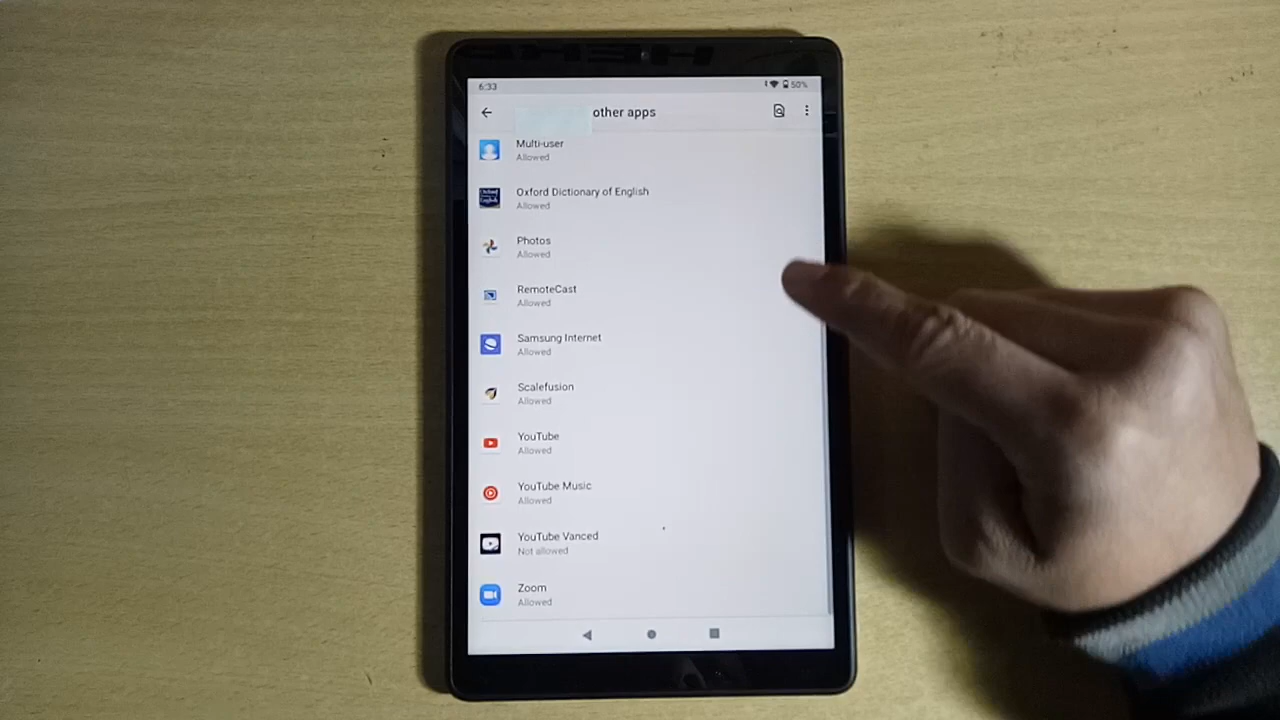 6:33
50%
other apps
Multi-user
Allowed
Oxford Dictionary of English
Allowed
Photos
Allowed
RemoteCast
Allowed
Samsung Internet
Allowed
Scalefusion
Allowed
YouTube
Allowed
YouTube Music
Allowed
YouTube Vanced
Not allowed
Zoom
Allowed